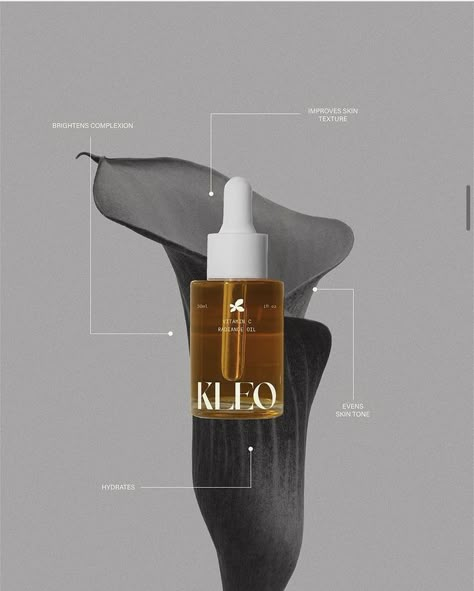 IMPROVES SKIN
TEXTURE
BRIGHTENS COMPLEXION
30ml
1fl oz
VITAMIN C
RADIANCE OIL
KLEO
EVENS
SKIN TONE
HYDRATES